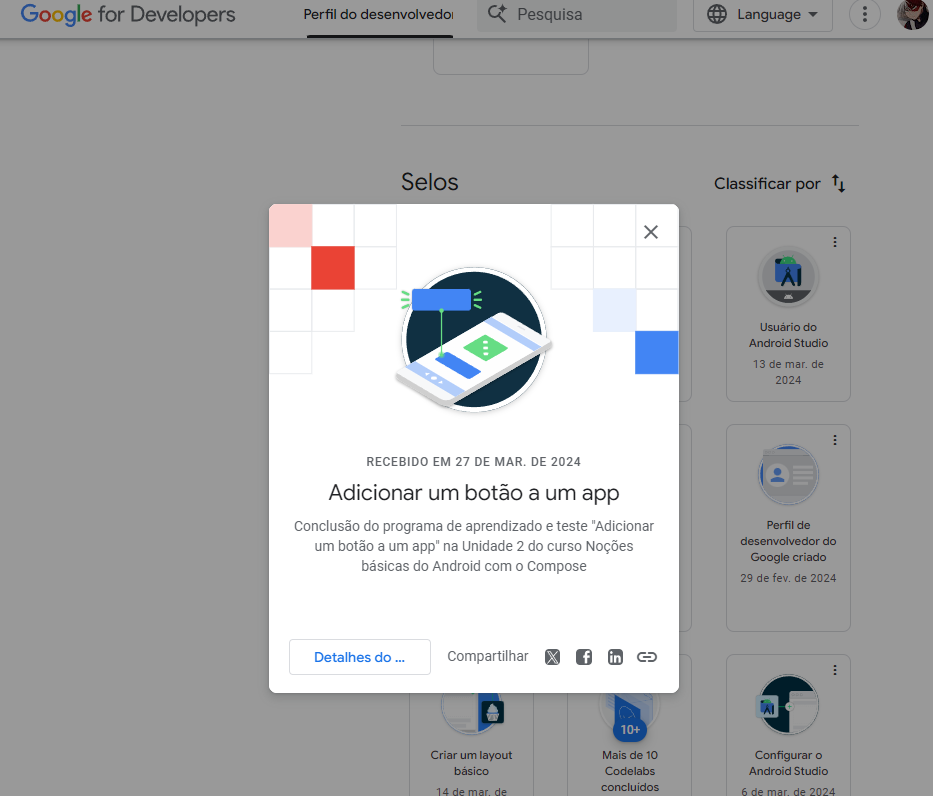 Google for Developers
Perfil do desenvolvedor
Pesquisa
Language
Selos
Classificar por
RECEBIDO EM 27 DE MAR. DE 2024
Adicionar um botão a um app
Conclusão do programa de aprendizado e teste "Adicionar
um botão a um app" na Unidade 2 do curso Noções
básicas do Android com o Compose
Detalhes do ...
Compartilhar
Usuário do
Android Studio
13 de mar. de
2024
Perfil de
desenvolvedor do
Google criado
29 de fev. de 2024
Criar um layout
básico
14 de mar. de
10+
Mais de 10
Codelabs
concluídos
Configurar o
Android Studio
6 de mar. de 2024